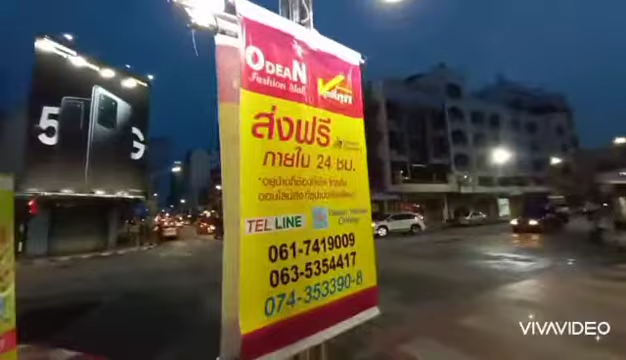 5 G
ODEAN
Fashion Mall
ส่งฟรี
ภายใน 24 ชม.
TEL LINE
061-7419009
063-5354417
074-353390-8
VIVAVIDEO